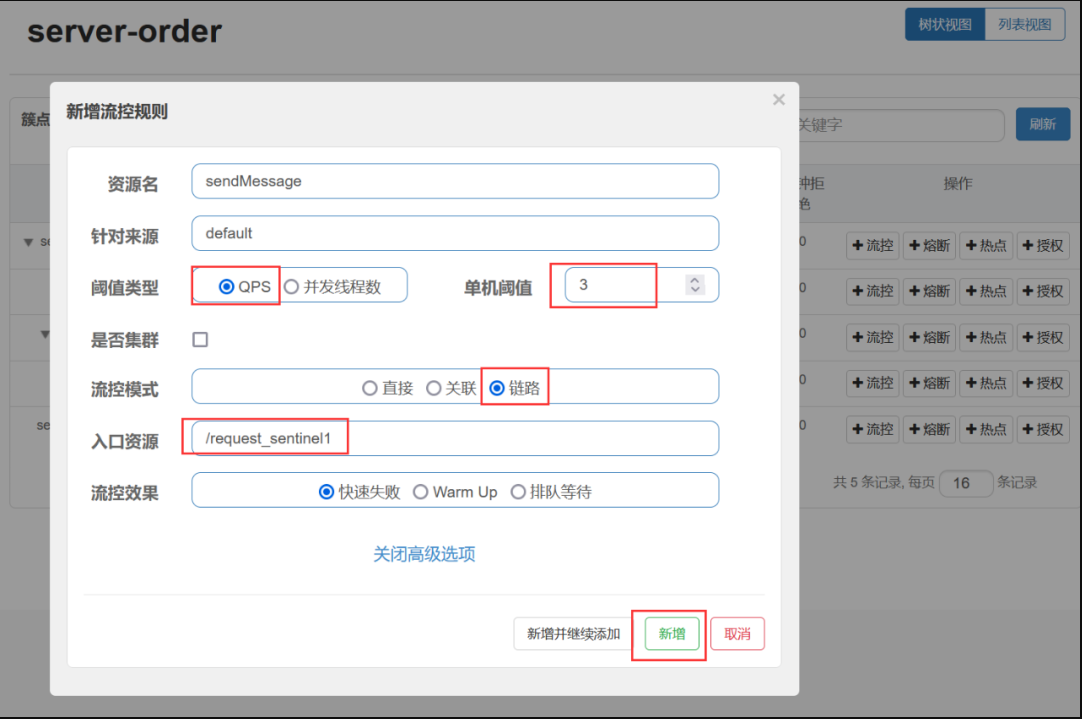 server-order
树状视图 列表视图
簇点
关键字
刷新
新增流控规则
×
资源名 sendMessage
针对来源 default
阈值类型 QPS 并发线程数 单机阈值 3
是否集群
流控模式 直接 关联 链路
入口资源 /request_sentinel1
流控效果 快速失败 Warm Up 排队等待
关闭高级选项
新增并继续添加 新增 取消
钟拒 操作
se 0 流控 熔断 热点 授权
0 流控 熔断 热点 授权
0 流控 熔断 热点 授权
0 流控 熔断 热点 授权
se 0 流控 熔断 热点 授权
共 5 条记录, 每页 16 条记录